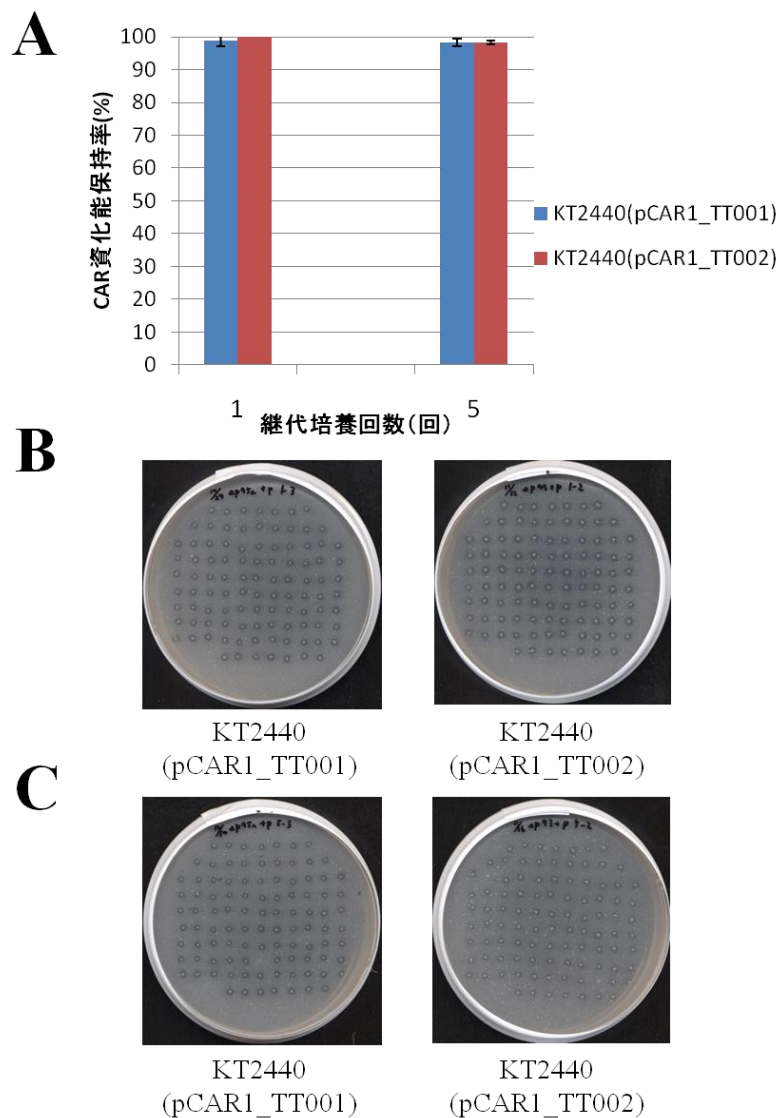 A
CAR資化能保持率(%)
100
90
80
70
60
50
40
30
20
10
0
1
5
継代培養回数(回)
KT2440(pCAR1_TT001)
KT2440(pCAR1_TT002)
B
KT2440
(pCAR1_TT001)
KT2440
(pCAR1_TT002)
C
KT2440
(pCAR1_TT001)
KT2440
(pCAR1_TT002)